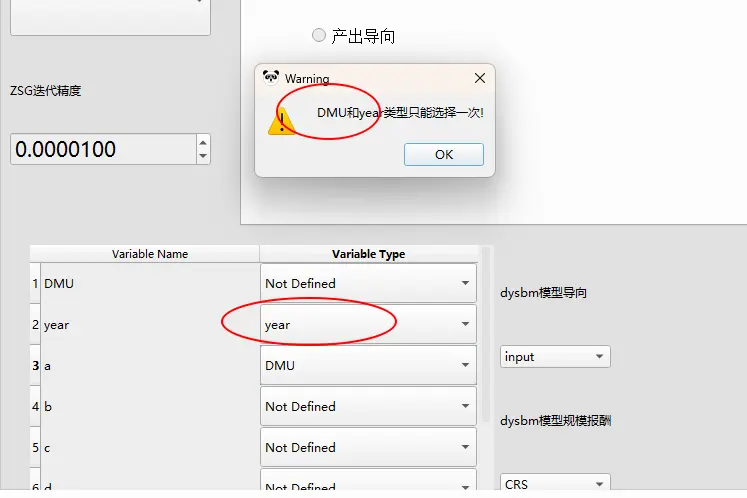 产出导向
Warning
ZSG迭代精度
DMU和year类型只能选择一次!
0.0000100
OK
Variable Name Variable Type
1 DMU Not Defined
dysbm模型导向
2 year year
3 a DMU
input
4 b Not Defined
dysbm模型规模报酬
5 c Not Defined
6 d Not Defined
CRS